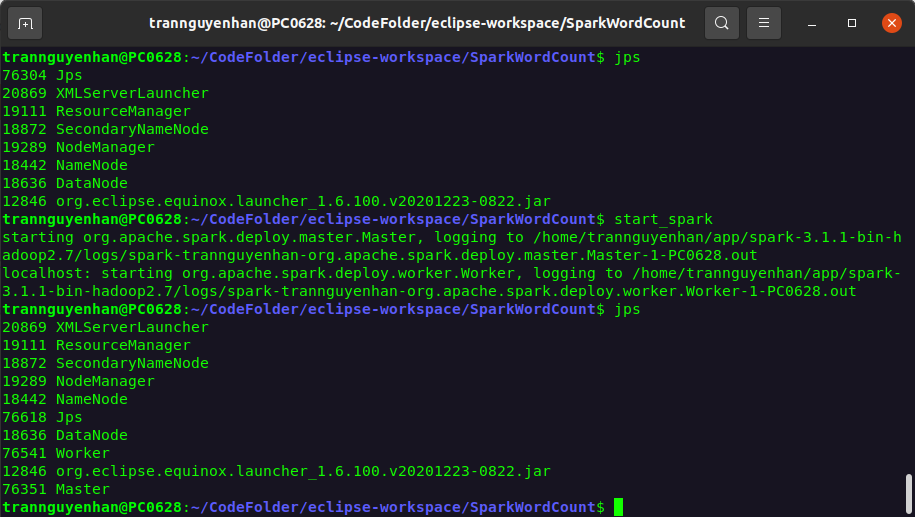 trannguyenhan@PC0628: ~/CodeFolder/eclipse-workspace/SparkWordCount
trannguyenhan@PC0628:~/CodeFolder/eclipse-workspace/SparkWordCount$ jps
76304 Jps
20869 XMLServerLauncher
19111 ResourceManager
18872 SecondaryNameNode
19289 NodeManager
18442 NameNode
18636 DataNode
12846 org.eclipse.equinox.launcher_1.6.100.v20201223-0822.jar
trannguyenhan@PC0628:~/CodeFolder/eclipse-workspace/SparkWordCount$ start_spark
starting org.apache.spark.deploy.master.Master, logging to /home/trannguyenhan/app/spark-3.1.1-bin-h
adoop2.7/logs/spark-trannguyenhan-org.apache.spark.deploy.master.Master-1-PC0628.out
localhost: starting org.apache.spark.deploy.worker.Worker, logging to /home/trannguyenhan/app/spark-
3.1.1-bin-hadoop2.7/logs/spark-trannguyenhan-org.apache.spark.deploy.worker.Worker-1-PC0628.out
trannguyenhan@PC0628:~/CodeFolder/eclipse-workspace/SparkWordCount$ jps
20869 XMLServerLauncher
19111 ResourceManager
18872 SecondaryNameNode
19289 NodeManager
18442 NameNode
76618 Jps
18636 DataNode
76541 Worker
12846 org.eclipse.equinox.launcher_1.6.100.v20201223-0822.jar
76351 Master
trannguyenhan@PC0628:~/CodeFolder/eclipse-workspace/SparkWordCount$